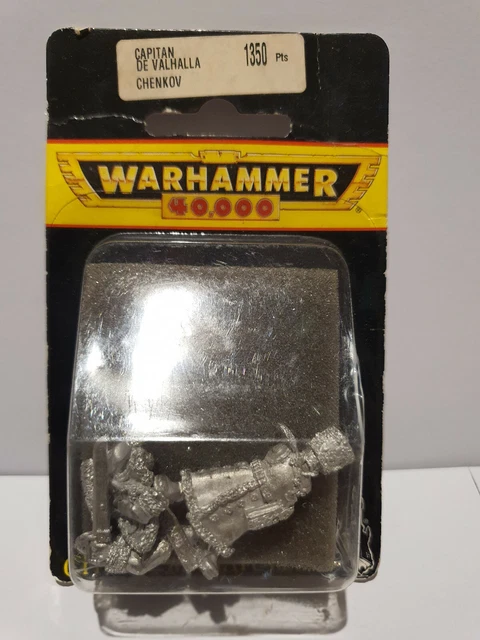 CAPITAN
DE VALHALLA
CHENKOV
1350 Pts
WARHAMMER
40,000
®